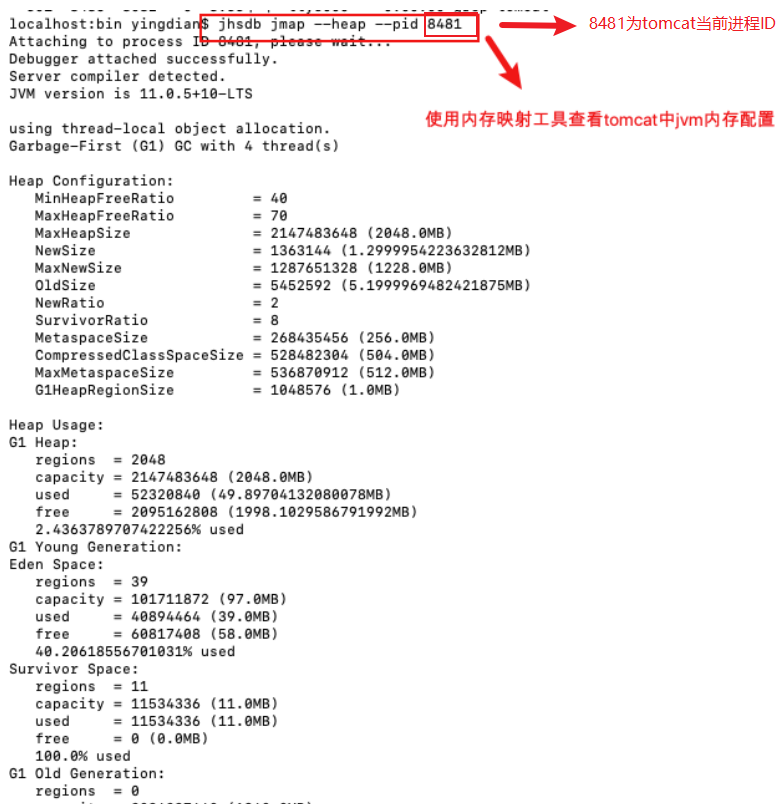 localhost:bin yingdian$ jhsdb jmap --heap --pid 8481
8481为tomcat当前进程ID
Attaching to process ID 8481, please wait...
Debugger attached successfully.
Server compiler detected.
JVM version is 11.0.5+10-LTS
使用内存映射工具查看tomcat中jvm内存配置
using thread-local object allocation.
Garbage-First (G1) GC with 4 thread(s)
Heap Configuration:
MinHeapFreeRatio = 40
MaxHeapFreeRatio = 70
MaxHeapSize = 2147483648 (2048.0MB)
NewSize = 1363144 (1.2999954223632812MB)
MaxNewSize = 1287651328 (1228.0MB)
OldSize = 5452592 (5.1999969482421875MB)
NewRatio = 2
SurvivorRatio = 8
MetaspaceSize = 268435456 (256.0MB)
CompressedClassSpaceSize = 528482304 (504.0MB)
MaxMetaspaceSize = 536870912 (512.0MB)
G1HeapRegionSize = 1048576 (1.0MB)
Heap Usage:
G1 Heap:
regions = 2048
capacity = 2147483648 (2048.0MB)
used = 52320840 (49.89704132080078MB)
free = 2095162808 (1998.1029586791992MB)
2.4363789707422256% used
G1 Young Generation:
Eden Space:
regions = 39
capacity = 101711872 (97.0MB)
used = 40894464 (39.0MB)
free = 60817408 (58.0MB)
40.20618556701031% used
Survivor Space:
regions = 11
capacity = 11534336 (11.0MB)
used = 11534336 (11.0MB)
free = 0 (0.0MB)
100.0% used
G1 Old Generation:
regions = 0